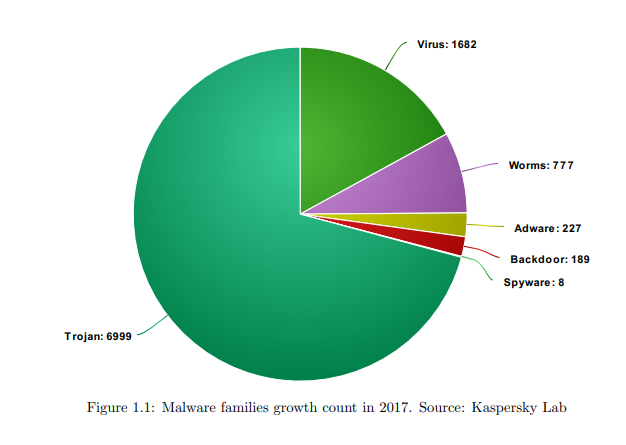 Virus: 1682
Worms: 777
Adware: 227
Backdoor: 189
Spyware: 8
Trojan: 6999
Figure 1.1: Malware families growth count in 2017. Source: Kaspersky Lab